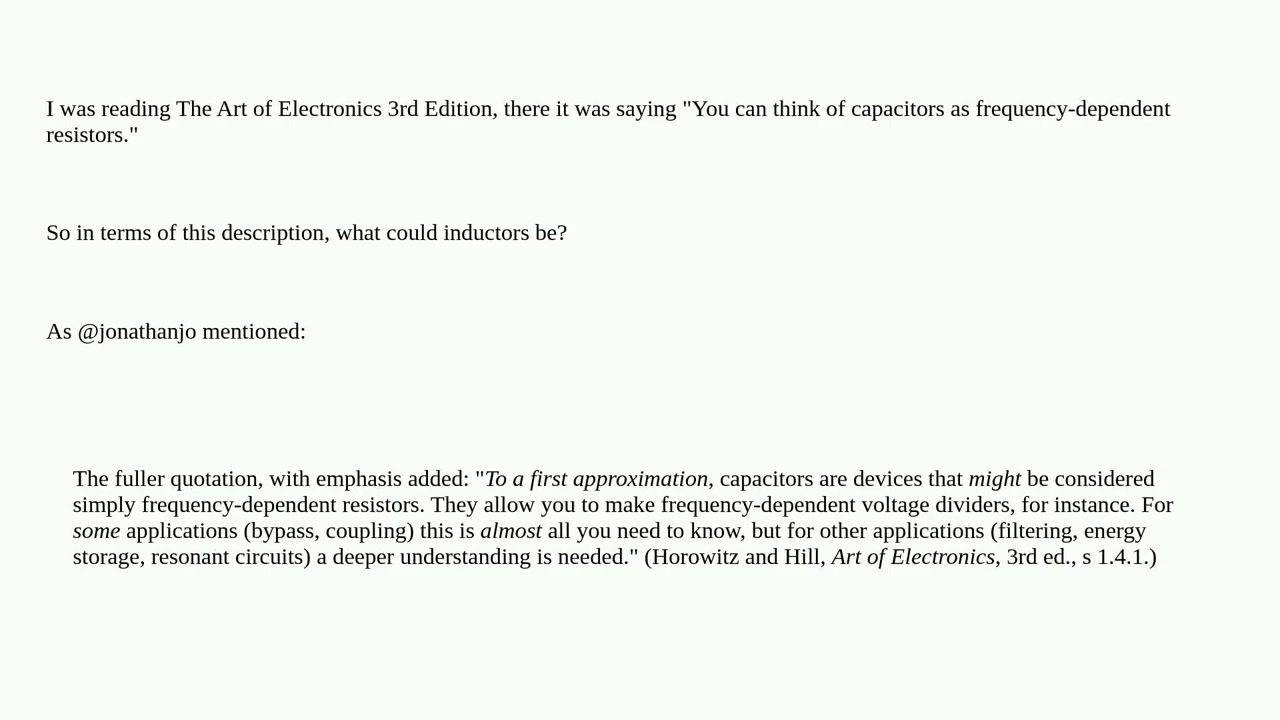 I was reading The Art of Electronics 3rd Edition, there it was saying "You can think of capacitors as frequency-dependent
resistors."
So in terms of this description, what could inductors be?
As @jonathanjo mentioned:
The fuller quotation, with emphasis added: "To a first approximation, capacitors are devices that might be considered
simply frequency-dependent resistors. They allow you to make frequency-dependent voltage dividers, for instance. For
some applications (bypass, coupling) this is almost all you need to know, but for other applications (filtering, energy
storage, resonant circuits) a deeper understanding is needed." (Horowitz and Hill, Art of Electronics, 3rd ed., s 1.4.1.)